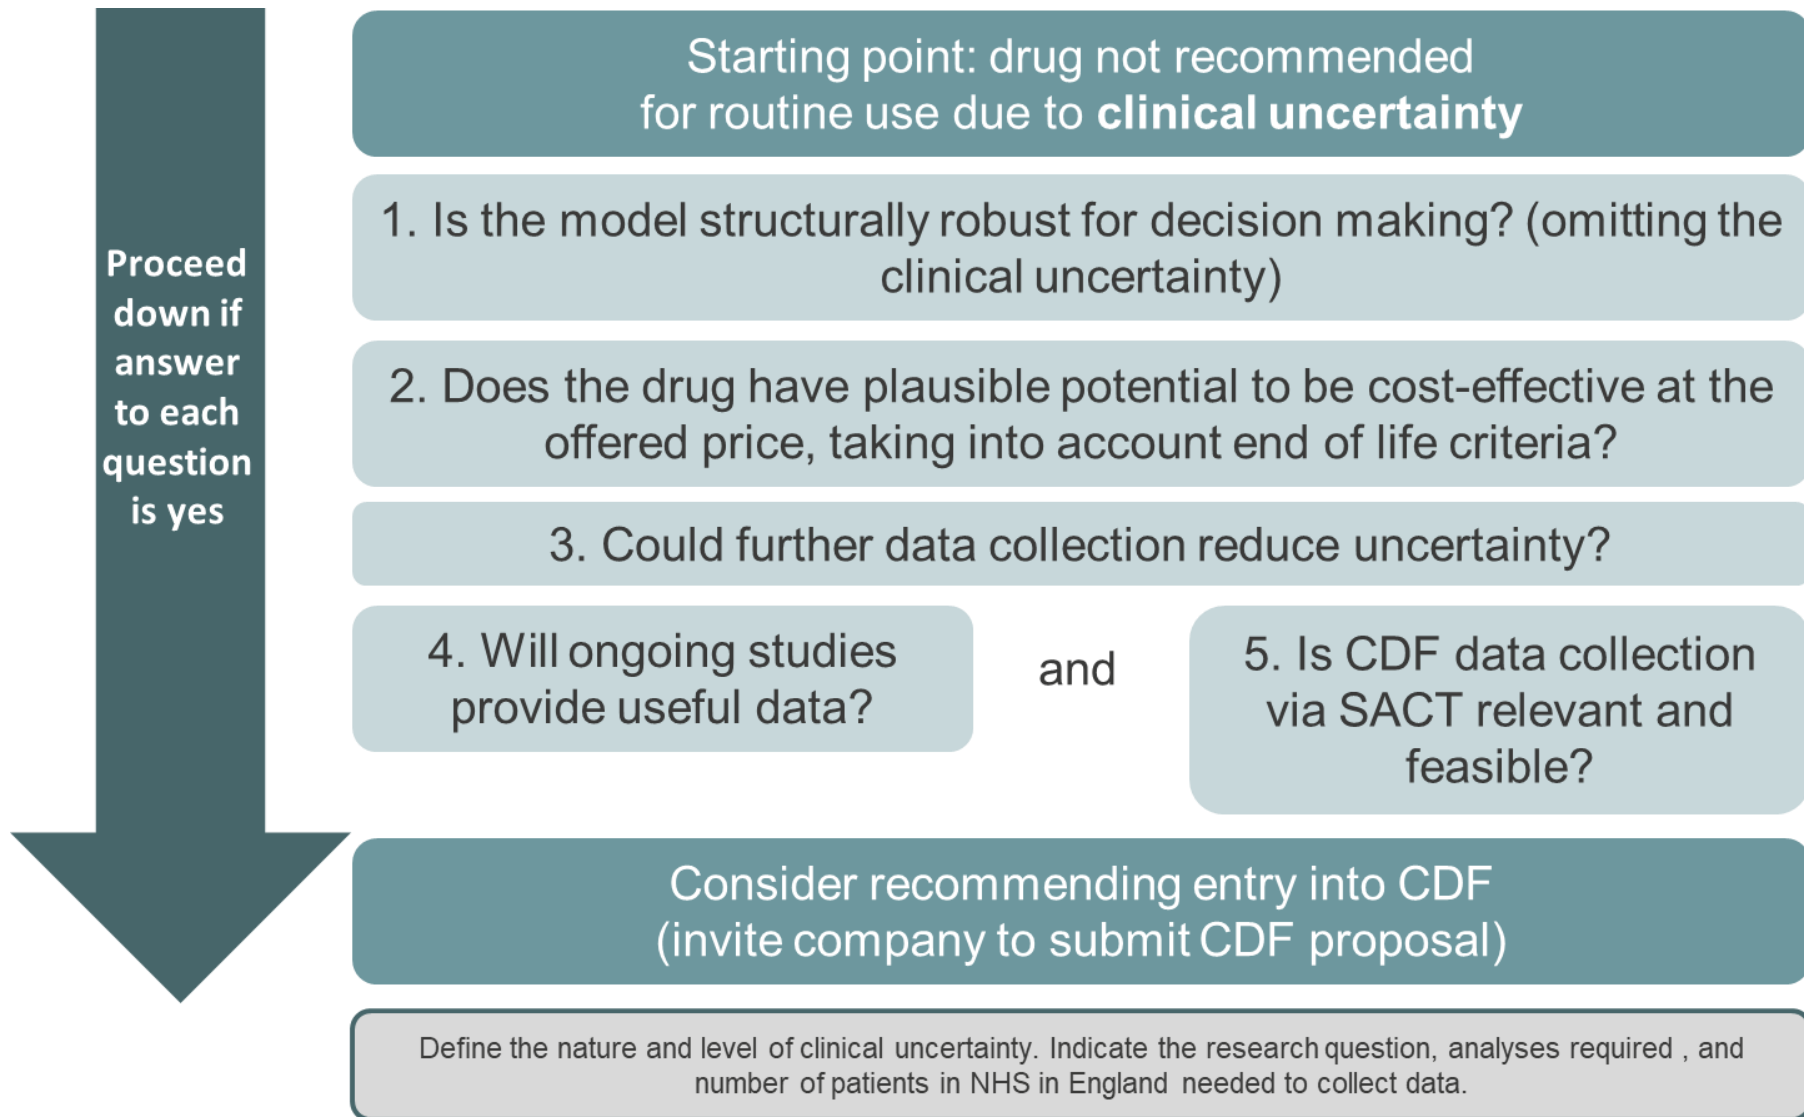 Proceed
down if
answer
to each
question
is yes
Starting point: drug not recommended
for routine use due to clinical uncertainty
1. Is the model structurally robust for decision making? (omitting the
clinical uncertainty)
2. Does the drug have plausible potential to be cost-effective at the
offered price, taking into account end of life criteria?
3. Could further data collection reduce uncertainty?
4. Will ongoing studies
provide useful data?
and
5. Is CDF data collection
via SACT relevant and
feasible?
Consider recommending entry into CDF
(invite company to submit CDF proposal)
Define the nature and level of clinical uncertainty. Indicate the research question, analyses required , and
number of patients in NHS in England needed to collect data.